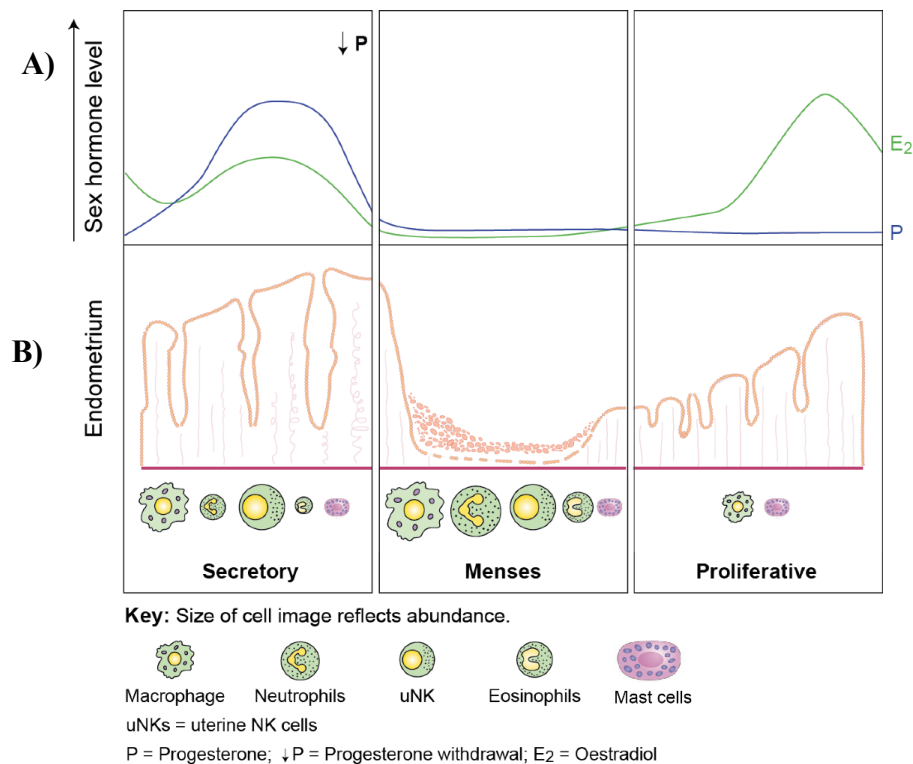 A)
Sex hormone level
↓ P
E₂
P
B)
Endometrium
Secretory
Menses
Proliferative
Key: Size of cell image reflects abundance.
Macrophage
Neutrophils
uNK
Eosinophils
Mast cells
uNKs = uterine NK cells
P = Progesterone; ↓P = Progesterone withdrawal; E₂ = Oestradiol